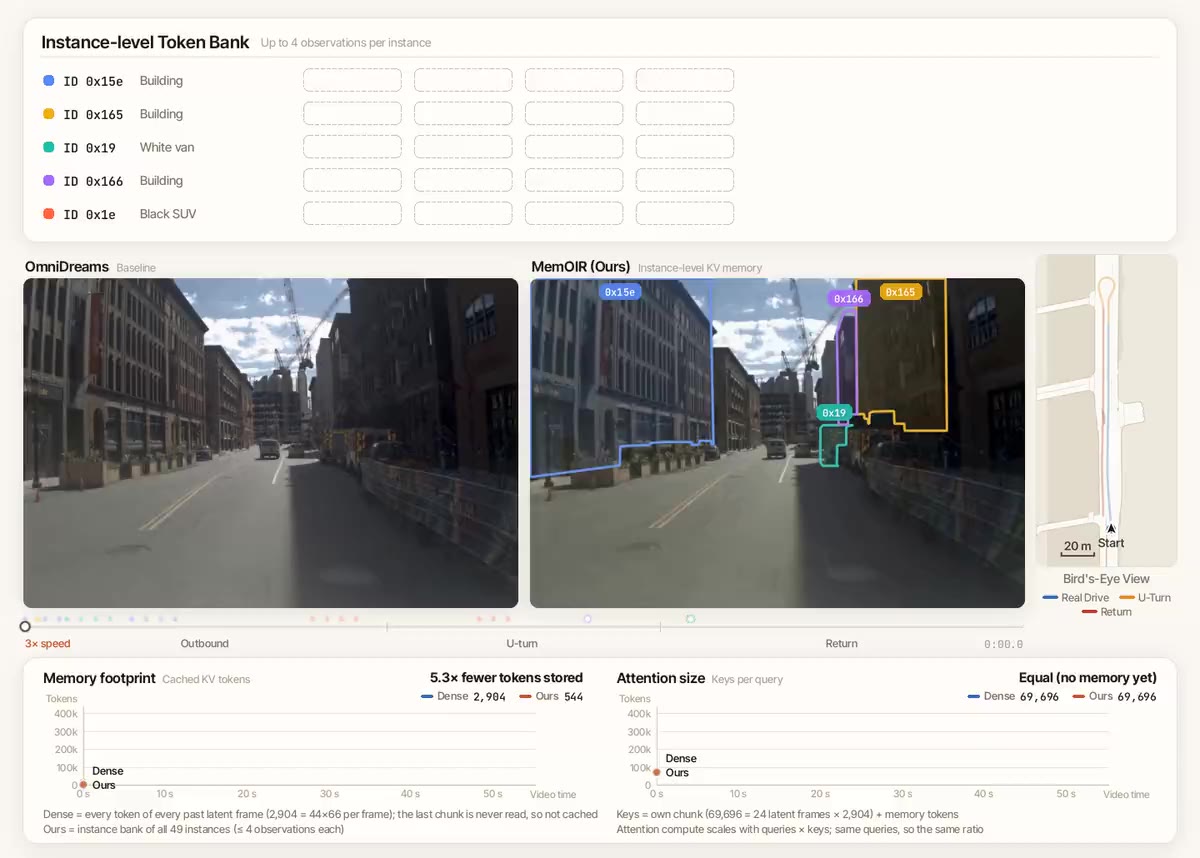 Instance-level Token Bank Up to 4 observations per instance
ID 0x15e Building
ID 0x165 Building
ID 0x19 White van
ID 0x166 Building
ID 0x1e Black SUV
OmniDreams Baseline
MemOIR (Ours) Instance-level KV memory
0x15e
0x166
0x165
0x19
20 m
Start
Bird's-Eye View
Real Drive U-Turn
Return
3× speed Outbound U-turn Return 0:00.0
Memory footprint Cached KV tokens 5.3× fewer tokens stored
Dense 2,904 Ours 544
Tokens
400k
300k
200k
100k
0
Dense
Ours
0 s 10 s 20 s 30 s 40 s 50 s Video time
Dense = every token of every past latent frame (2,904 = 44×66 per frame); the last chunk is never read, so not cached
Ours = instance bank of all 49 instances (≤ 4 observations each)
Attention size Keys per query Equal (no memory yet)
Dense 69,696 Ours 69,696
Tokens
400k
300k
200k
100k
0
Dense
Ours
0 s 10 s 20 s 30 s 40 s 50 s Video time
Keys = own chunk (69,696 = 24 latent frames × 2,904) + memory tokens
Attention compute scales with queries × keys; same queries, so the same ratio